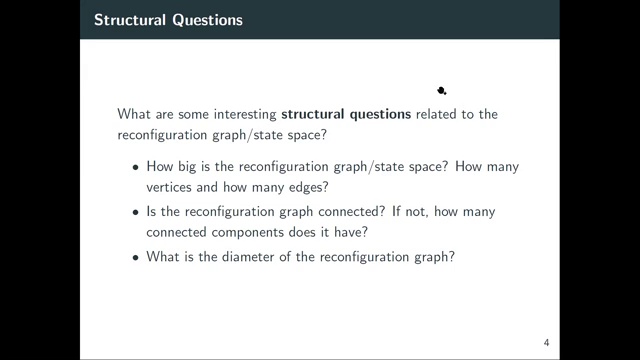 Structural Questions
What are some interesting structural questions related to the
reconfiguration graph/state space?
• How big is the reconfiguration graph/state space? How many
vertices and how many edges?
• Is the reconfiguration graph connected? If not, how many
connected components does it have?
• What is the diameter of the reconfiguration graph?
4